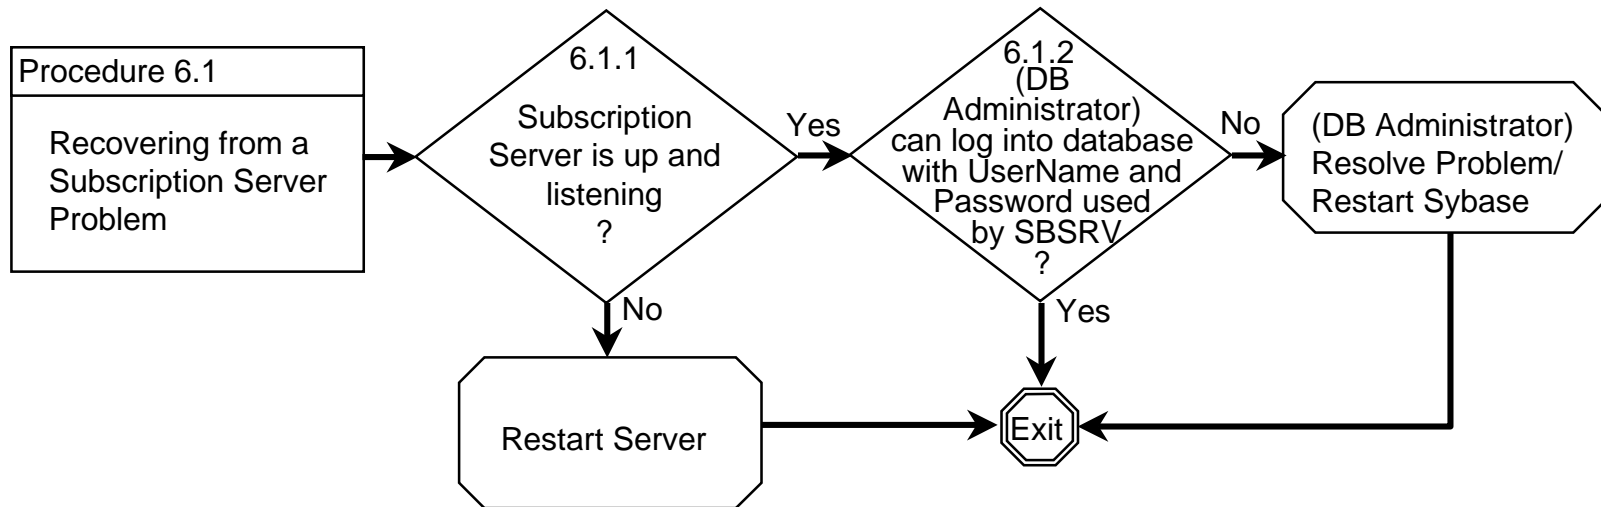 Procedure 6.1
Recovering from a
Subscription Server
Problem
6.1.1
Subscription
Server is up and
listening
?
Yes
No
6.1.2
(DB
Administrator)
can log into database
with UserName and
Password used
by SBSRV
?
No
Yes
(DB Administrator)
Resolve Problem/
Restart Sybase
Restart Server
Exit